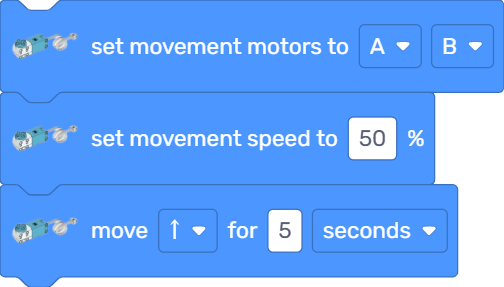 set movement motors to A B
set movement speed to 50 %
move ↑ for 5 seconds